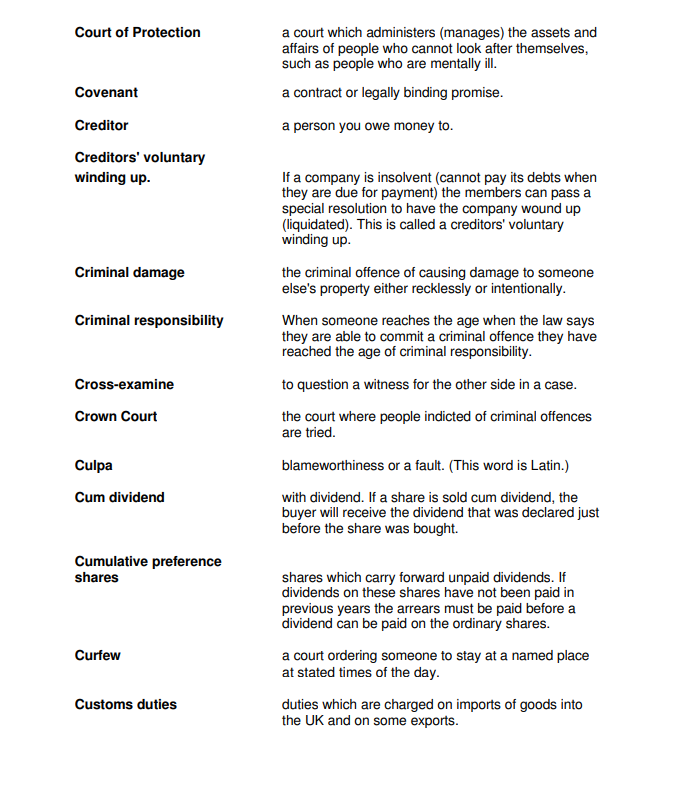 Court of Protection a court which administers (manages) the assets and
affairs of people who cannot look after themselves,
such as people who are mentally ill.
Covenant a contract or legally binding promise.
Creditor a person you owe money to.
Creditors' voluntary
winding up. If a company is insolvent (cannot pay its debts when
they are due for payment) the members can pass a
special resolution to have the company wound up
(liquidated). This is called a creditors' voluntary
winding up.
Criminal damage the criminal offence of causing damage to someone
else's property either recklessly or intentionally.
Criminal responsibility When someone reaches the age when the law says
they are able to commit a criminal offence they have
reached the age of criminal responsibility.
Cross-examine to question a witness for the other side in a case.
Crown Court the court where people indicted of criminal offences
are tried.
Culpa blameworthiness or a fault. (This word is Latin.)
Cum dividend with dividend. If a share is sold cum dividend, the
buyer will receive the dividend that was declared just
before the share was bought.
Cumulative preference
shares shares which carry forward unpaid dividends. If
dividends on these shares have not been paid in
previous years the arrears must be paid before a
dividend can be paid on the ordinary shares.
Curfew a court ordering someone to stay at a named place
at stated times of the day.
Customs duties duties which are charged on imports of goods into
the UK and on some exports.